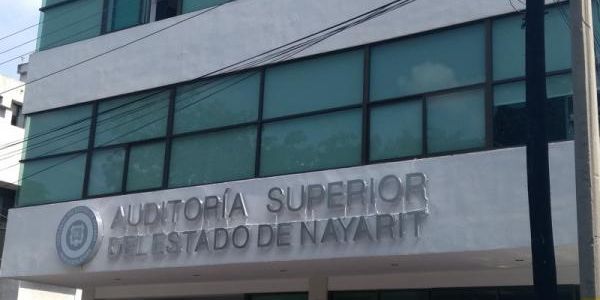 AUDITORÍA SUPERIOR
DEL ESTADO DE NAYARIT